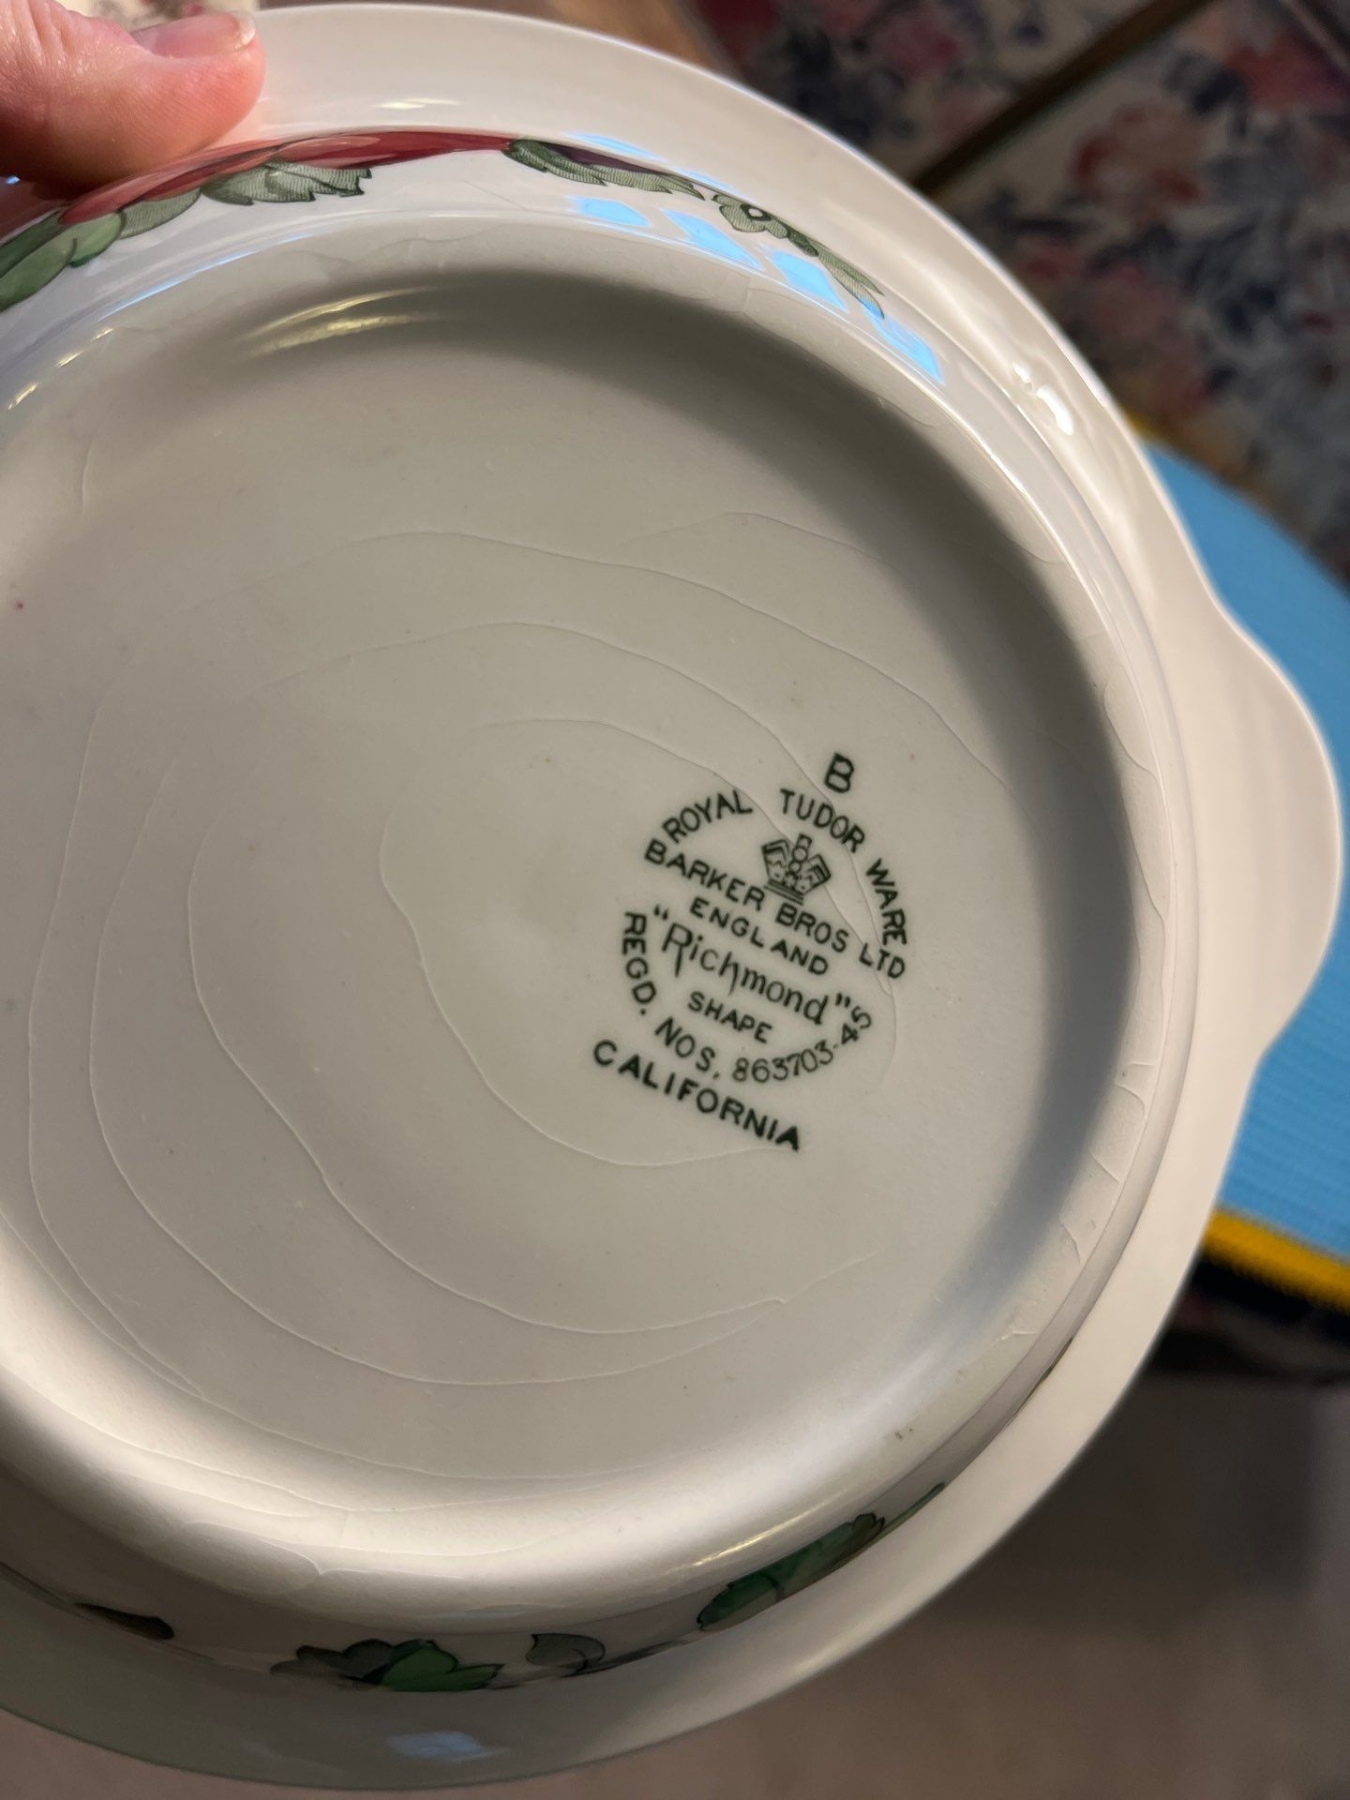 B
ROYAL TUDOR WARE
BARKER BROS LTD
ENGLAND
"Richmond"
SHAPE
REGD. NOS, 863703-45
CALIFORNIA